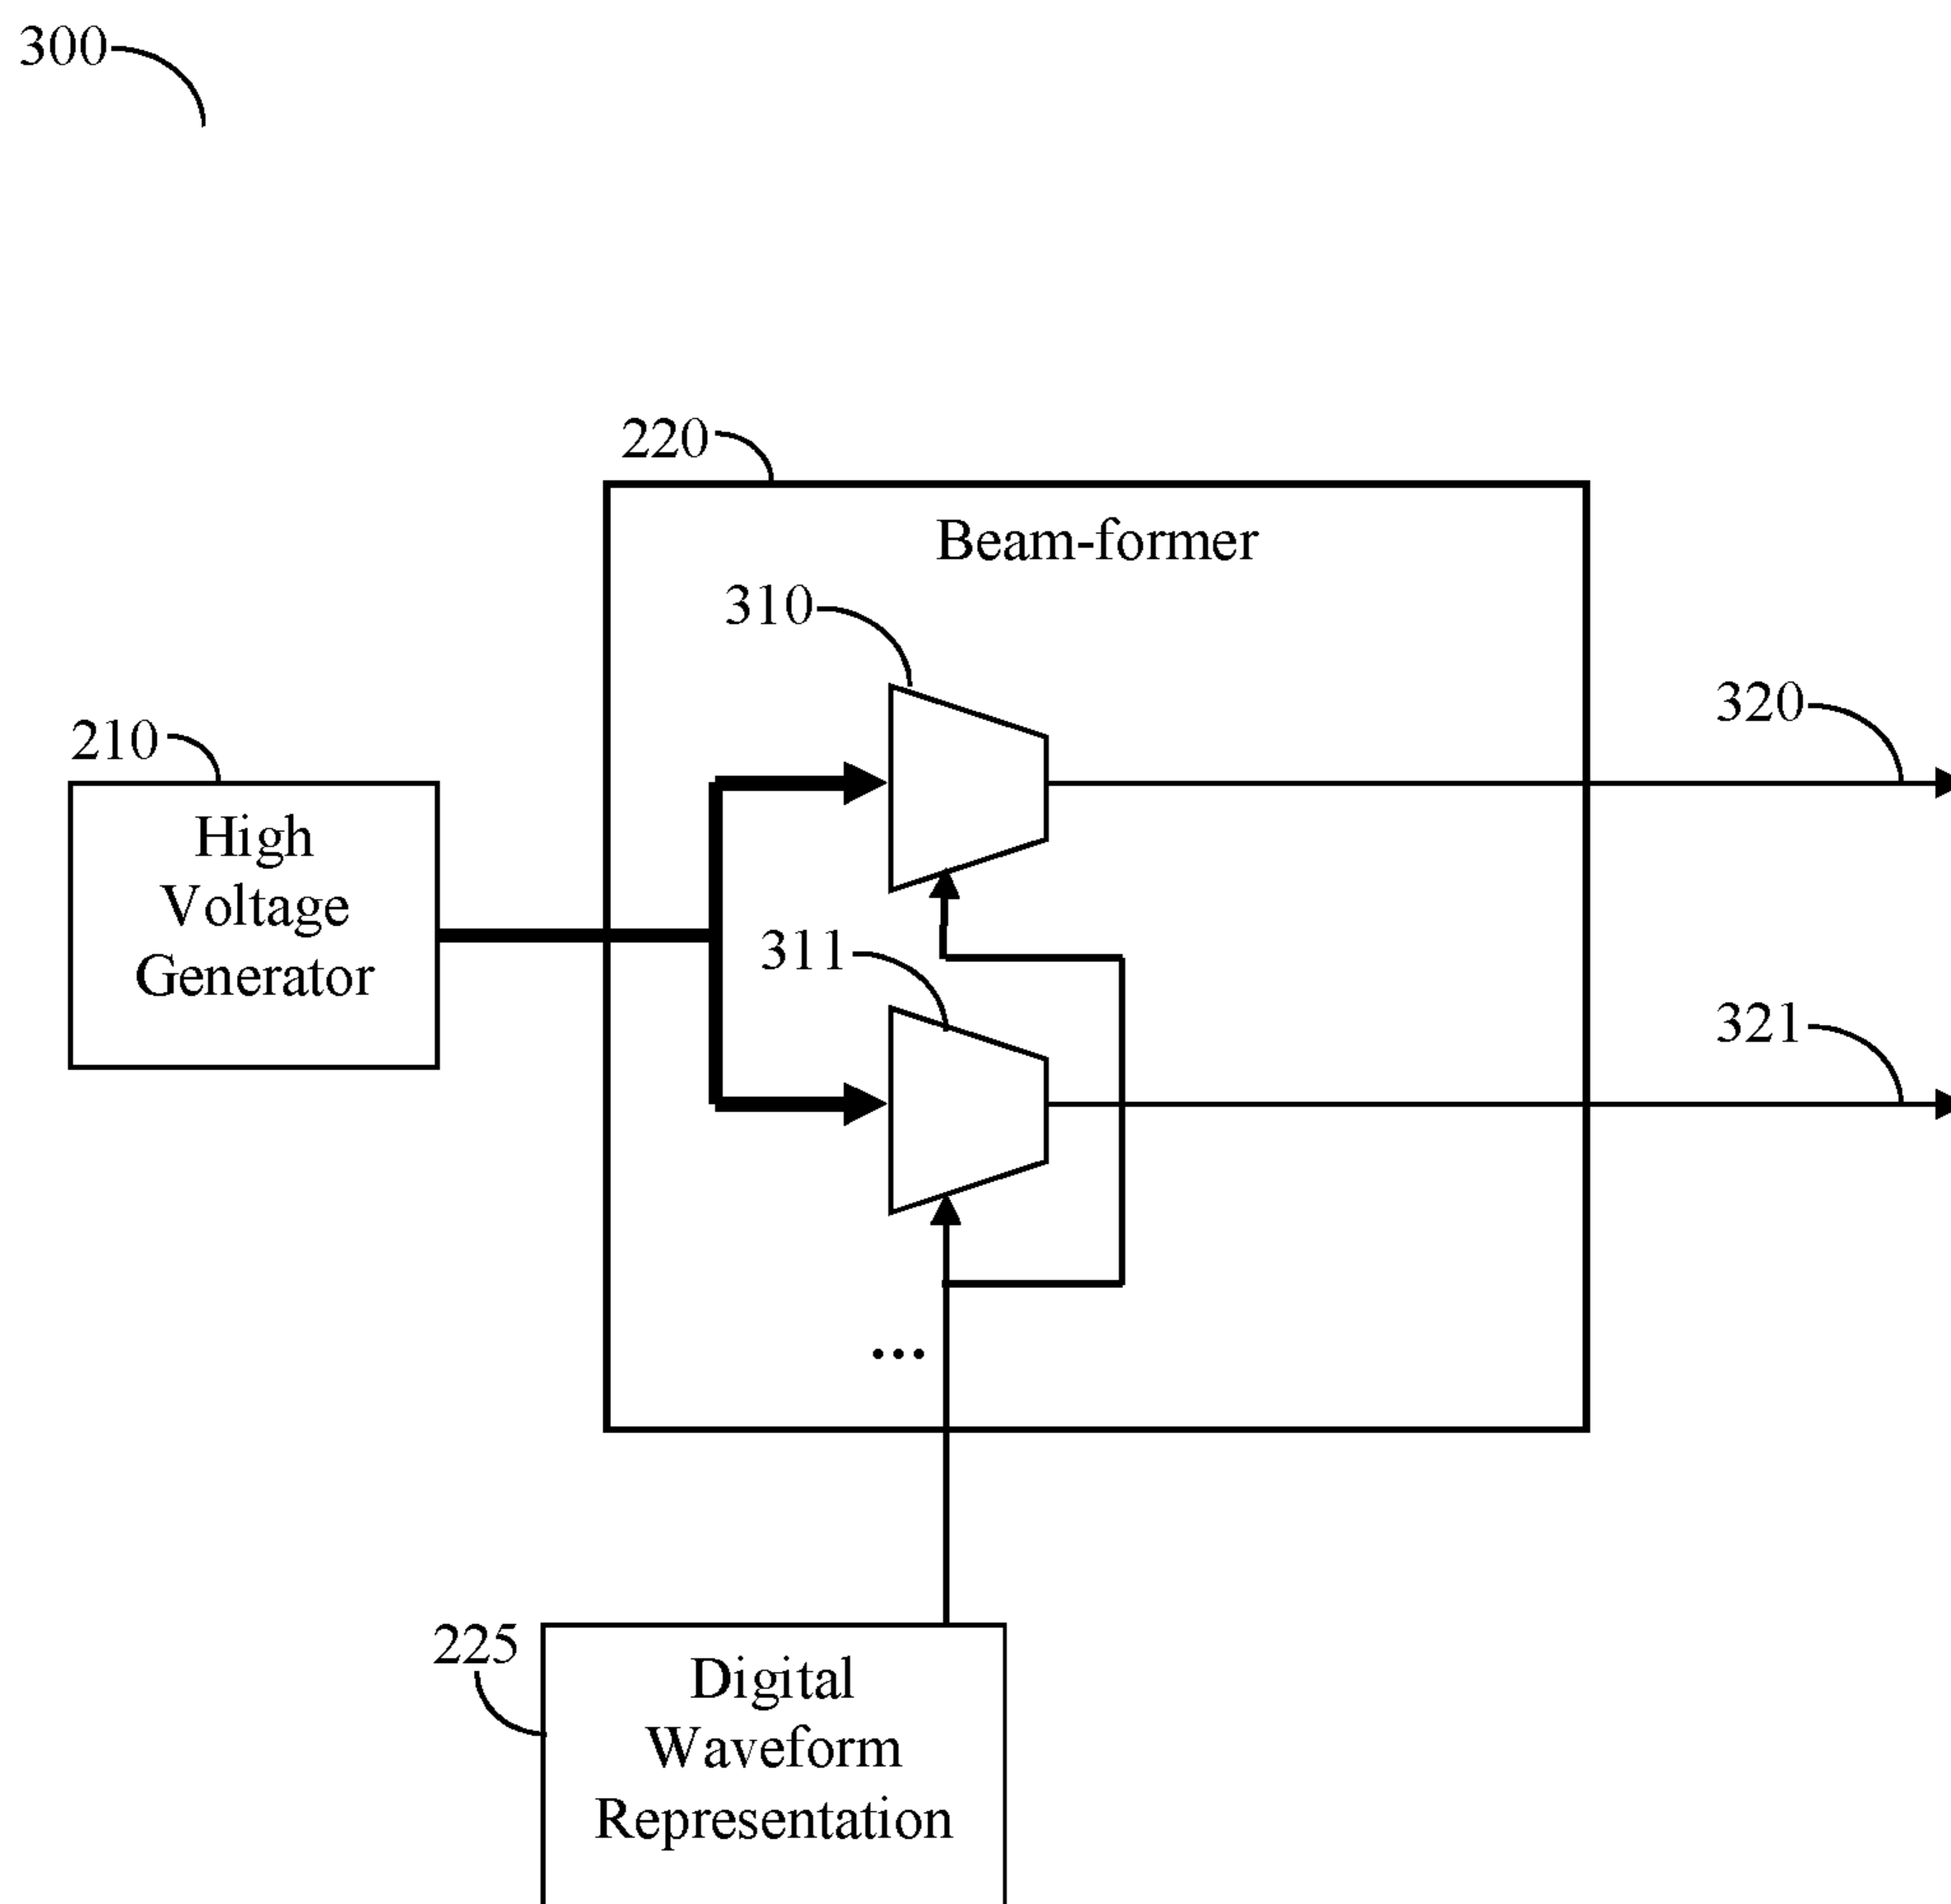 300
220
Beam-former
310
320
210
High
Voltage
Generator
311
321
...
225
Digital
Waveform
Representation